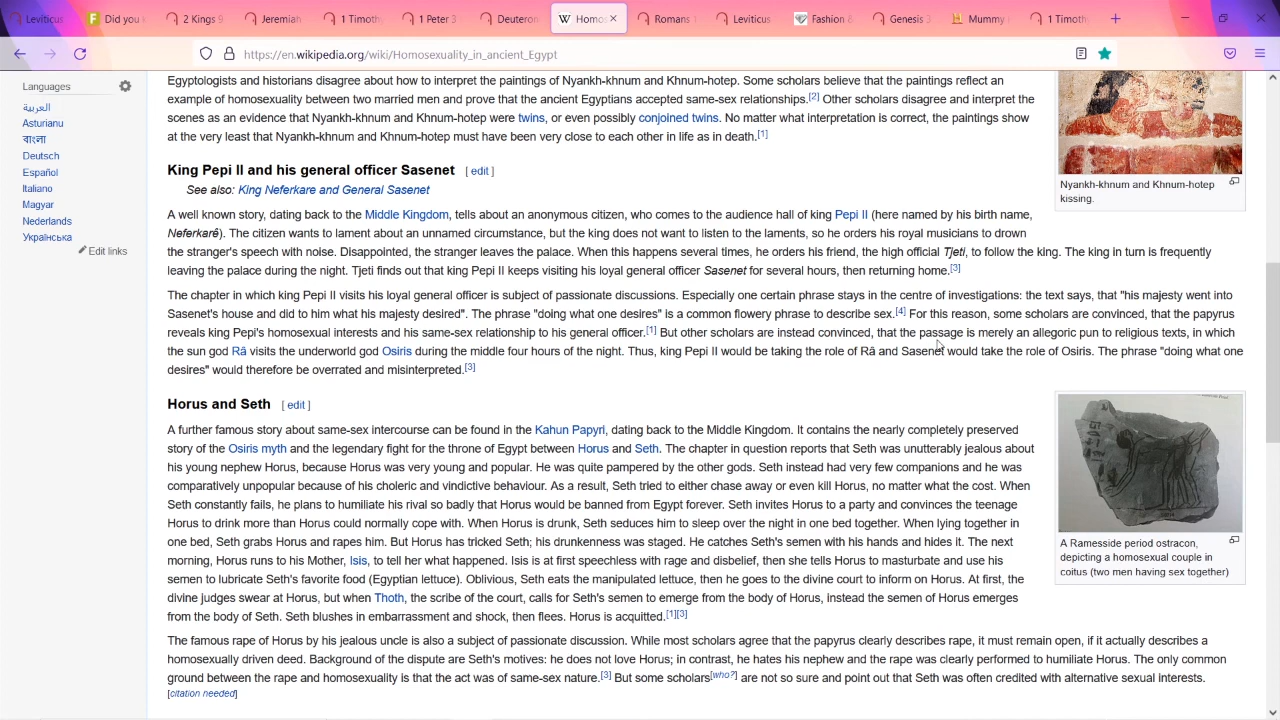 Leviticus
Did you k
2 Kings 9
Jeremiah
1 Timoth
1 Peter 3
Deutero
Homos
Romans 1
Leviticus
Fashion &
Genesis 3
Mummy
1 Timoth
https://en.wikipedia.org/wiki/Homosexuality_in_ancient_Egypt
Languages
العربية
Asturianu
বাংলা
Deutsch
Español
Italiano
Magyar
Nederlands
Українська
Edit links
Egyptologists and historians disagree about how to interpret the paintings of Nyankh-khnum and Khnum-hotep. Some scholars believe that the paintings reflect an
example of homosexuality between two married men and prove that the ancient Egyptians accepted same-sex relationships.[2] Other scholars disagree and interpret the
scenes as an evidence that Nyankh-khnum and Khnum-hotep were twins, or even possibly conjoined twins. No matter what interpretation is correct, the paintings show
at the very least that Nyankh-khnum and Khnum-hotep must have been very close to each other in life as in death.[1]
Nyankh-khnum and Khnum-hotep
kissing.
King Pepi II and his general officer Sasenet [ edit ]
See also: King Neferkare and General Sasenet
A well known story, dating back to the Middle Kingdom, tells about an anonymous citizen, who comes to the audience hall of king Pepi II (here named by his birth name,
Neferkarê). The citizen wants to lament about an unnamed circumstance, but the king does not want to listen to the laments, so he orders his royal musicians to drown
the stranger's speech with noise. Disappointed, the stranger leaves the palace. When this happens several times, he orders his friend, the high official Tjeti, to follow the king. The king in turn is frequently
leaving the palace during the night. Tjeti finds out that king Pepi II keeps visiting his loyal general officer Sasenet for several hours, then returning home.[3]
The chapter in which king Pepi II visits his loyal general officer is subject of passionate discussions. Especially one certain phrase stays in the centre of investigations: the text says, that "his majesty went into
Sasenet's house and did to him what his majesty desired". The phrase "doing what one desires" is a common flowery phrase to describe sex.[4] For this reason, some scholars are convinced, that the papyrus
reveals king Pepi's homosexual interests and his same-sex relationship to his general officer.[1] But other scholars are instead convinced, that the passage is merely an allegoric pun to religious texts, in which
the sun god Râ visits the underworld god Osiris during the middle four hours of the night. Thus, king Pepi II would be taking the role of Râ and Sasenet would take the role of Osiris. The phrase "doing what one
desires" would therefore be overrated and misinterpreted.[3]
Horus and Seth [ edit ]
A further famous story about same-sex intercourse can be found in the Kahun Papyri, dating back to the Middle Kingdom. It contains the nearly completely preserved
story of the Osiris myth and the legendary fight for the throne of Egypt between Horus and Seth. The chapter in question reports that Seth was unutterably jealous about
his young nephew Horus, because Horus was very young and popular. He was quite pampered by the other gods. Seth instead had very few companions and he was
comparatively unpopular because of his choleric and vindictive behaviour. As a result, Seth tried to either chase away or even kill Horus, no matter what the cost. When
Seth constantly fails, he plans to humiliate his rival so badly that Horus would be banned from Egypt forever. Seth invites Horus to a party and convinces the teenage
Horus to drink more than Horus could normally cope with. When Horus is drunk, Seth seduces him to sleep over the night in one bed together. When lying together in
one bed, Seth grabs Horus and rapes him. But Horus has tricked Seth; his drunkenness was staged. He catches Seth's semen with his hands and hides it. The next
morning, Horus runs to his Mother, Isis, to tell her what happened. Isis is at first speechless with rage and disbelief, then she tells Horus to masturbate and use his
semen to lubricate Seth's favorite food (Egyptian lettuce). Oblivious, Seth eats the manipulated lettuce, then he goes to the divine court to inform on Horus. At first, the
divine judges swear at Horus, but when Thoth, the scribe of the court, calls for Seth's semen to emerge from the body of Horus, instead the semen of Horus emerges
from the body of Seth. Seth blushes in embarrassment and shock, then flees. Horus is acquitted.[1][3]
A Ramesside period ostracon,
depicting a homosexual couple in
coitus (two men having sex together)
The famous rape of Horus by his jealous uncle is also a subject of passionate discussion. While most scholars agree that the papyrus clearly describes rape, it must remain open, if it actually describes a
homosexually driven deed. Background of the dispute are Seth's motives: he does not love Horus; in contrast, he hates his nephew and the rape was clearly performed to humiliate Horus. The only common
ground between the rape and homosexuality is that the act was of same-sex nature.[3] But some scholars[who?] are not so sure and point out that Seth was often credited with alternative sexual interests.
[citation needed]